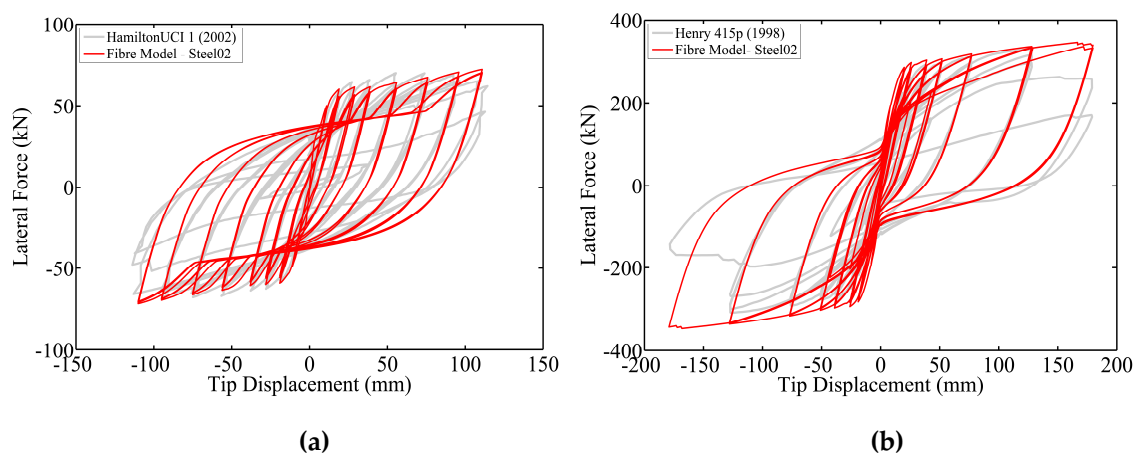 100
50
0
-50
-100
Lateral Force (kN)
HamiltonUCI 1 (2002)
Fibre Model - Steel02
-150 -100 -50 0 50 100 150
Tip Displacement (mm)
(a)
400
200
0
-200
-400
Lateral Force (kN)
Henry 415p (1998)
Fibre Model - Steel02
-200 -150 -100 -50 0 50 100 150 200
Tip Displacement (mm)
(b)